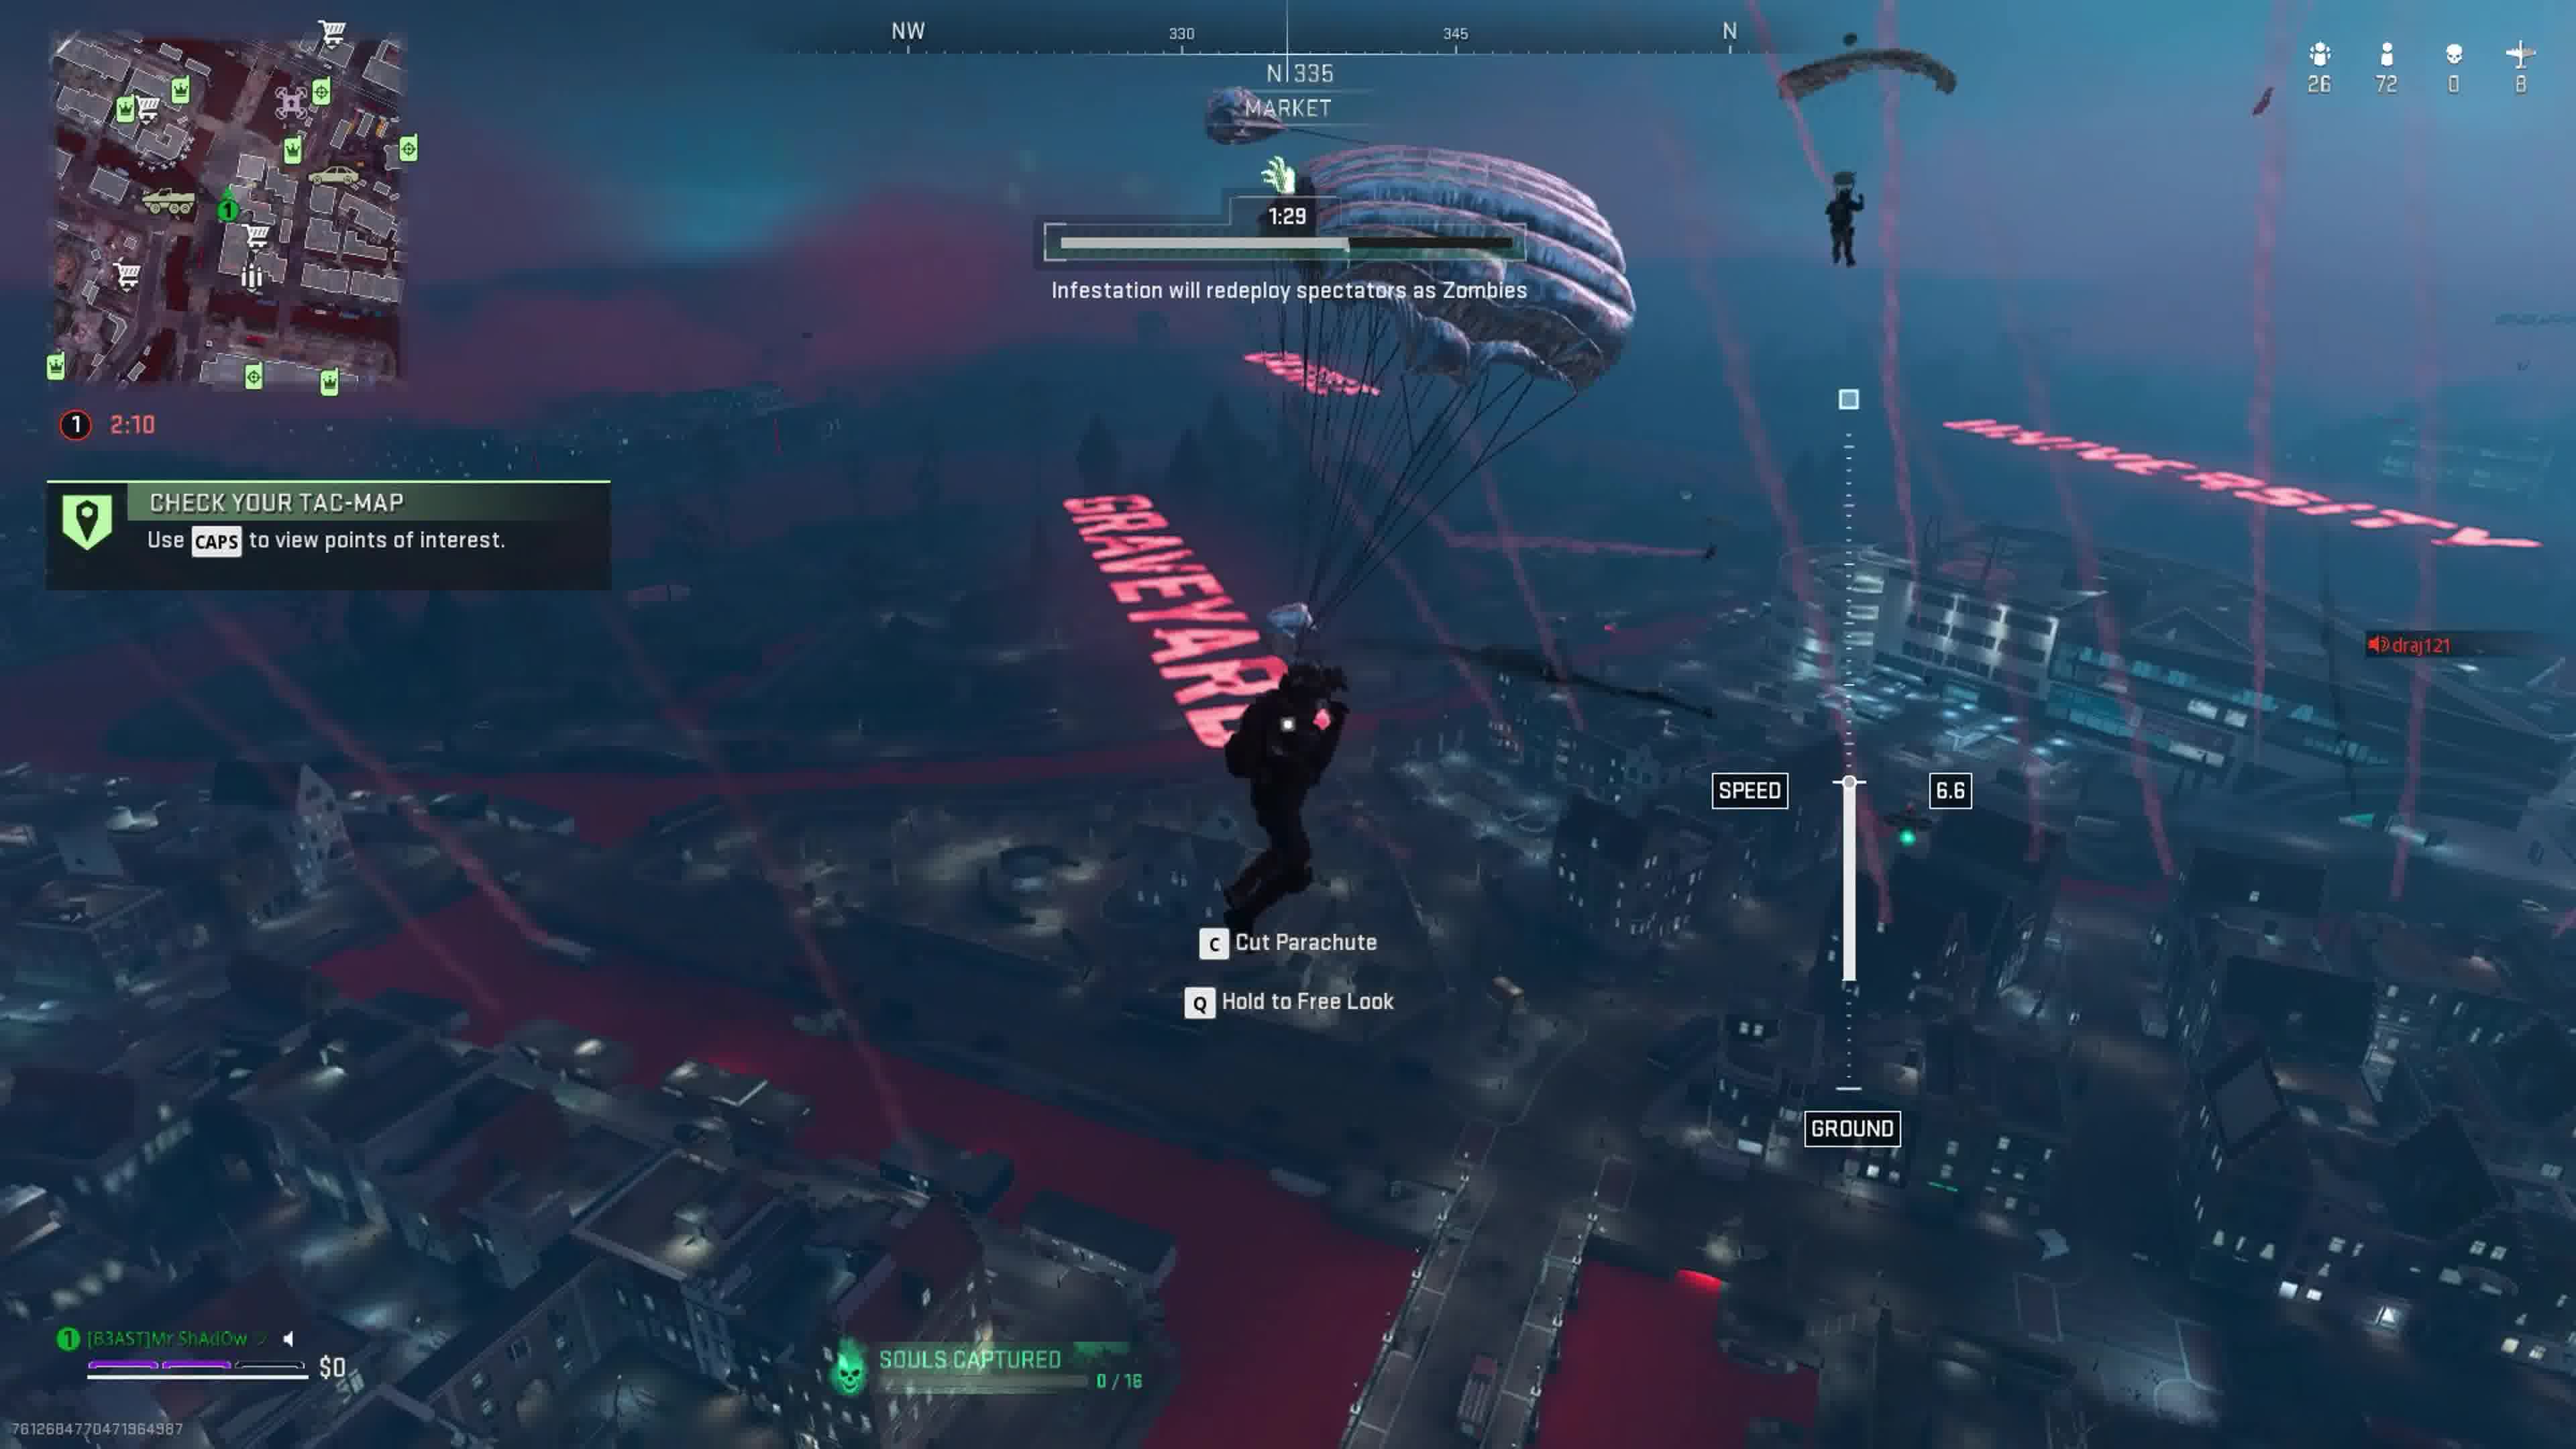 NW
330
345
N
N 335
MARKET
26
72
0
8
1:29
Infestation will redeploy spectators as Zombies
1
1
2:10
CHECK YOUR TAC-MAP
Use CAPS to view points of interest.
GRAVEYARD
UNIVERSITY
draj121
SPEED
6.6
C Cut Parachute
Q Hold to Free Look
GROUND
1 [B3AST]Mr ShAdOw
$0
SOULS CAPTURED
0 / 16
7612684770471964987